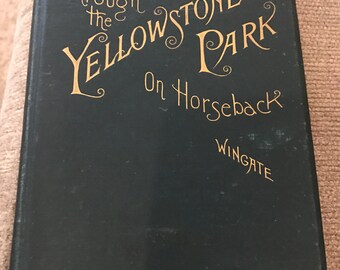 the
YELLOWSTONE
PARK
On Horseback
WINGATE